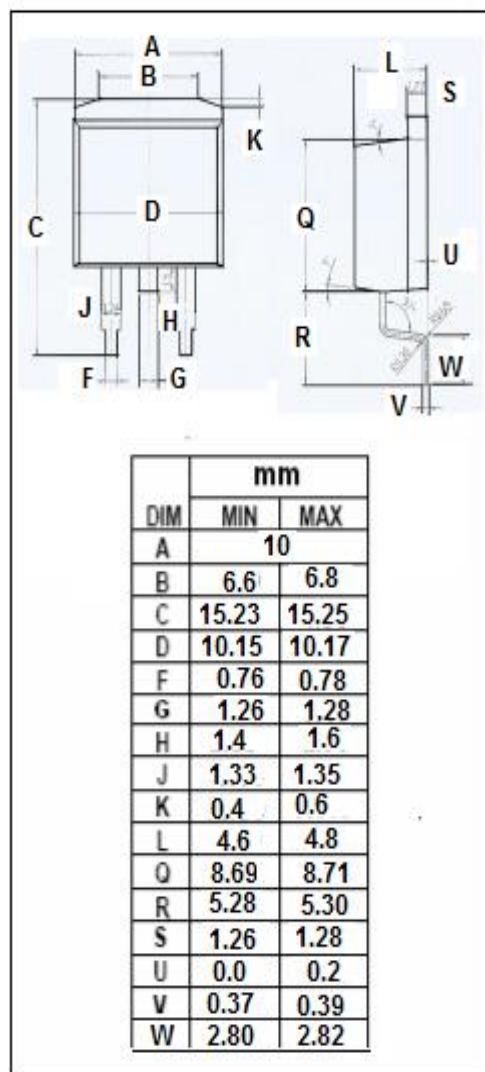 A
B
L
S
K
C
D
Q
U
J
H
R
F
G
W
V
mm
DIM MIN MAX
A 10
B 6.6 6.8
C 15.23 15.25
D 10.15 10.17
F 0.76 0.78
G 1.26 1.28
H 1.4 1.6
J 1.33 1.35
K 0.4 0.6
L 4.6 4.8
Q 8.69 8.71
R 5.28 5.30
S 1.26 1.28
U 0.0 0.2
V 0.37 0.39
W 2.80 2.82